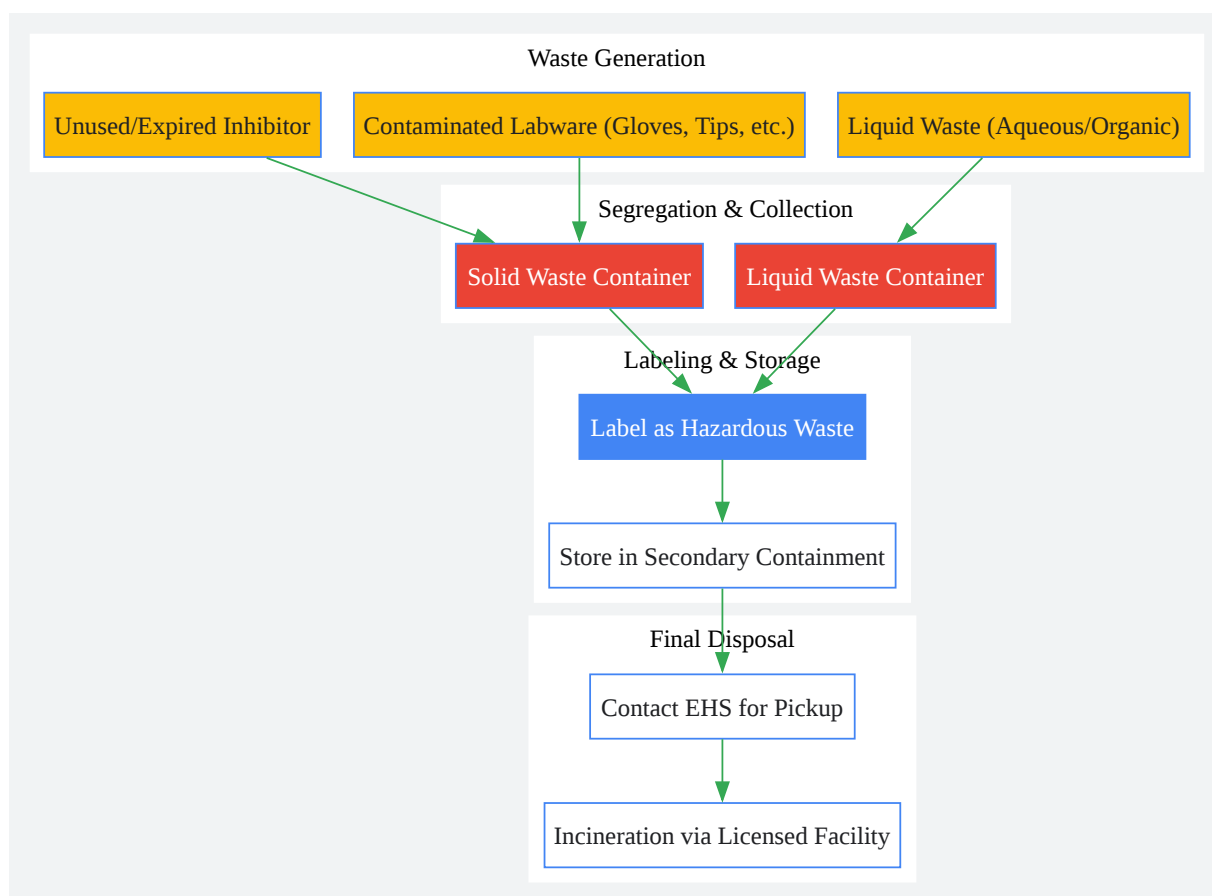 Waste Generation
Unused/Expired Inhibitor
Contaminated Labware (Gloves, Tips, etc.)
Liquid Waste (Aqueous/Organic)
Segregation & Collection
Solid Waste Container
Liquid Waste Container
Labeling & Storage
Label as Hazardous Waste
Store in Secondary Containment
Final Disposal
Contact EHS for Pickup
Incineration via Licensed Facility